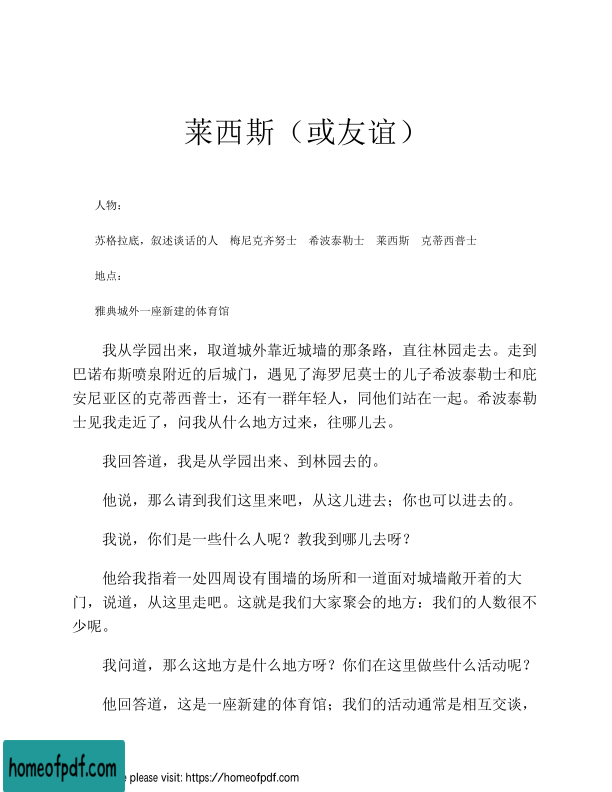 莱西斯（或友谊）
人物：
苏格拉底，叙述谈话的人 梅尼克齐努士 希波泰勒士 莱西斯 克蒂西普士
地点：
雅典城外一座新建的体育馆
我从学园出来，取道城外靠近城墙的那条路，直往林园走去。走到
巴诺布斯喷泉附近的后城门，遇见了海罗尼莫士的儿子希波泰勒士和庇
安尼亚区的克蒂西普士，还有一群年轻人，同他们站在一起。希波泰勒
士见我走近了，问我从什么地方过来，往哪儿去。
我回答道，我是从学园出来、到林园去的。
他说，那么请到我们这里来吧，从这儿进去；你也可以进去的。
我说，你们是一些什么人呢？教我到哪儿去呀？
他给我指着一处四周设有围墙的场所和一道面对城墙敞开着的大
门，说道，从这里走吧。这就是我们大家聚会的地方：我们的人数很不
少呢。
我问道，那么这地方是什么地方呀？你们在这里做些什么活动呢？
他回答道，这是一座新建的体育馆；我们的活动通常是相互交谈，
homeofpdf.com
e please visit: https://homeofpdf.com